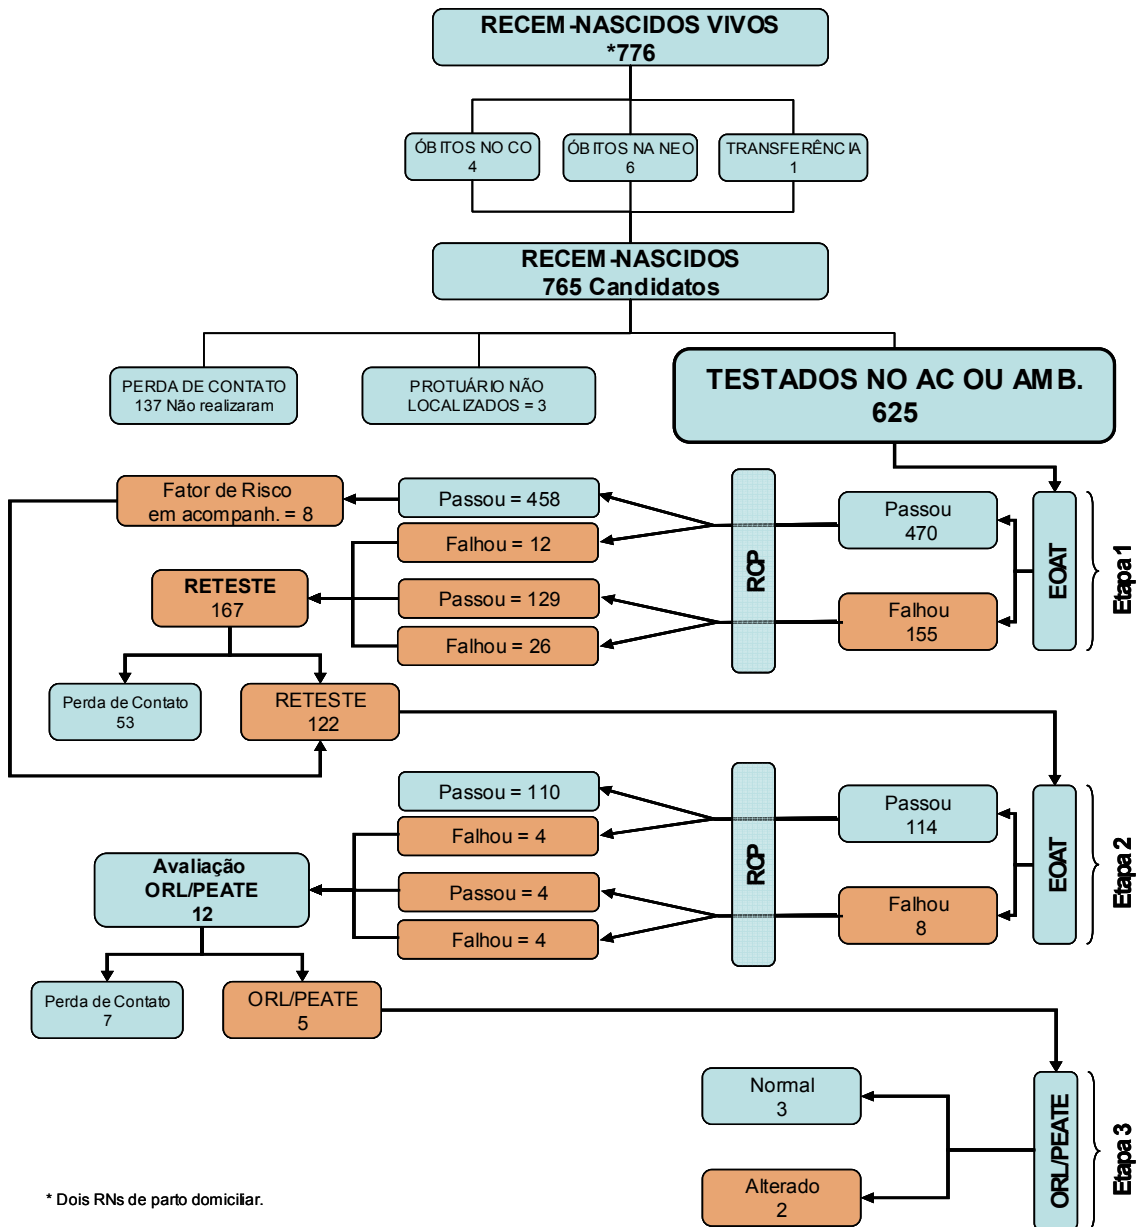 RECEM-NASCIDOS VIVOS
*776
ÓBITOS NO CO
4
ÓBITOS NA NEO
6
TRANSFERÊNCIA
1
RECEM-NASCIDOS
765 Candidatos
PERDA DE CONTATO
137 Não realizaram
PROTUÁRIO NÃO
LOCALIZADOS = 3
TESTADOS NO AC OU AMB.
625
Fator de Risco
em acompanh. = 8
Passou = 458
Falhou = 12
Passou = 129
Falhou = 26
RCP
Passou
470
Falhou
155
EOAT
Etapa 1
RETESTE
167
Perda de Contato
53
RETESTE
122
Passou = 110
Falhou = 4
Passou = 4
Falhou = 4
RCP
Passou
114
Falhou
8
EOAT
Etapa 2
Avaliação
ORL/PEATE
12
Perda de Contato
7
ORL/PEATE
5
Normal
3
Alterado
2
ORL/PEATE
Etapa 3
* Dois RNs de parto domiciliar.